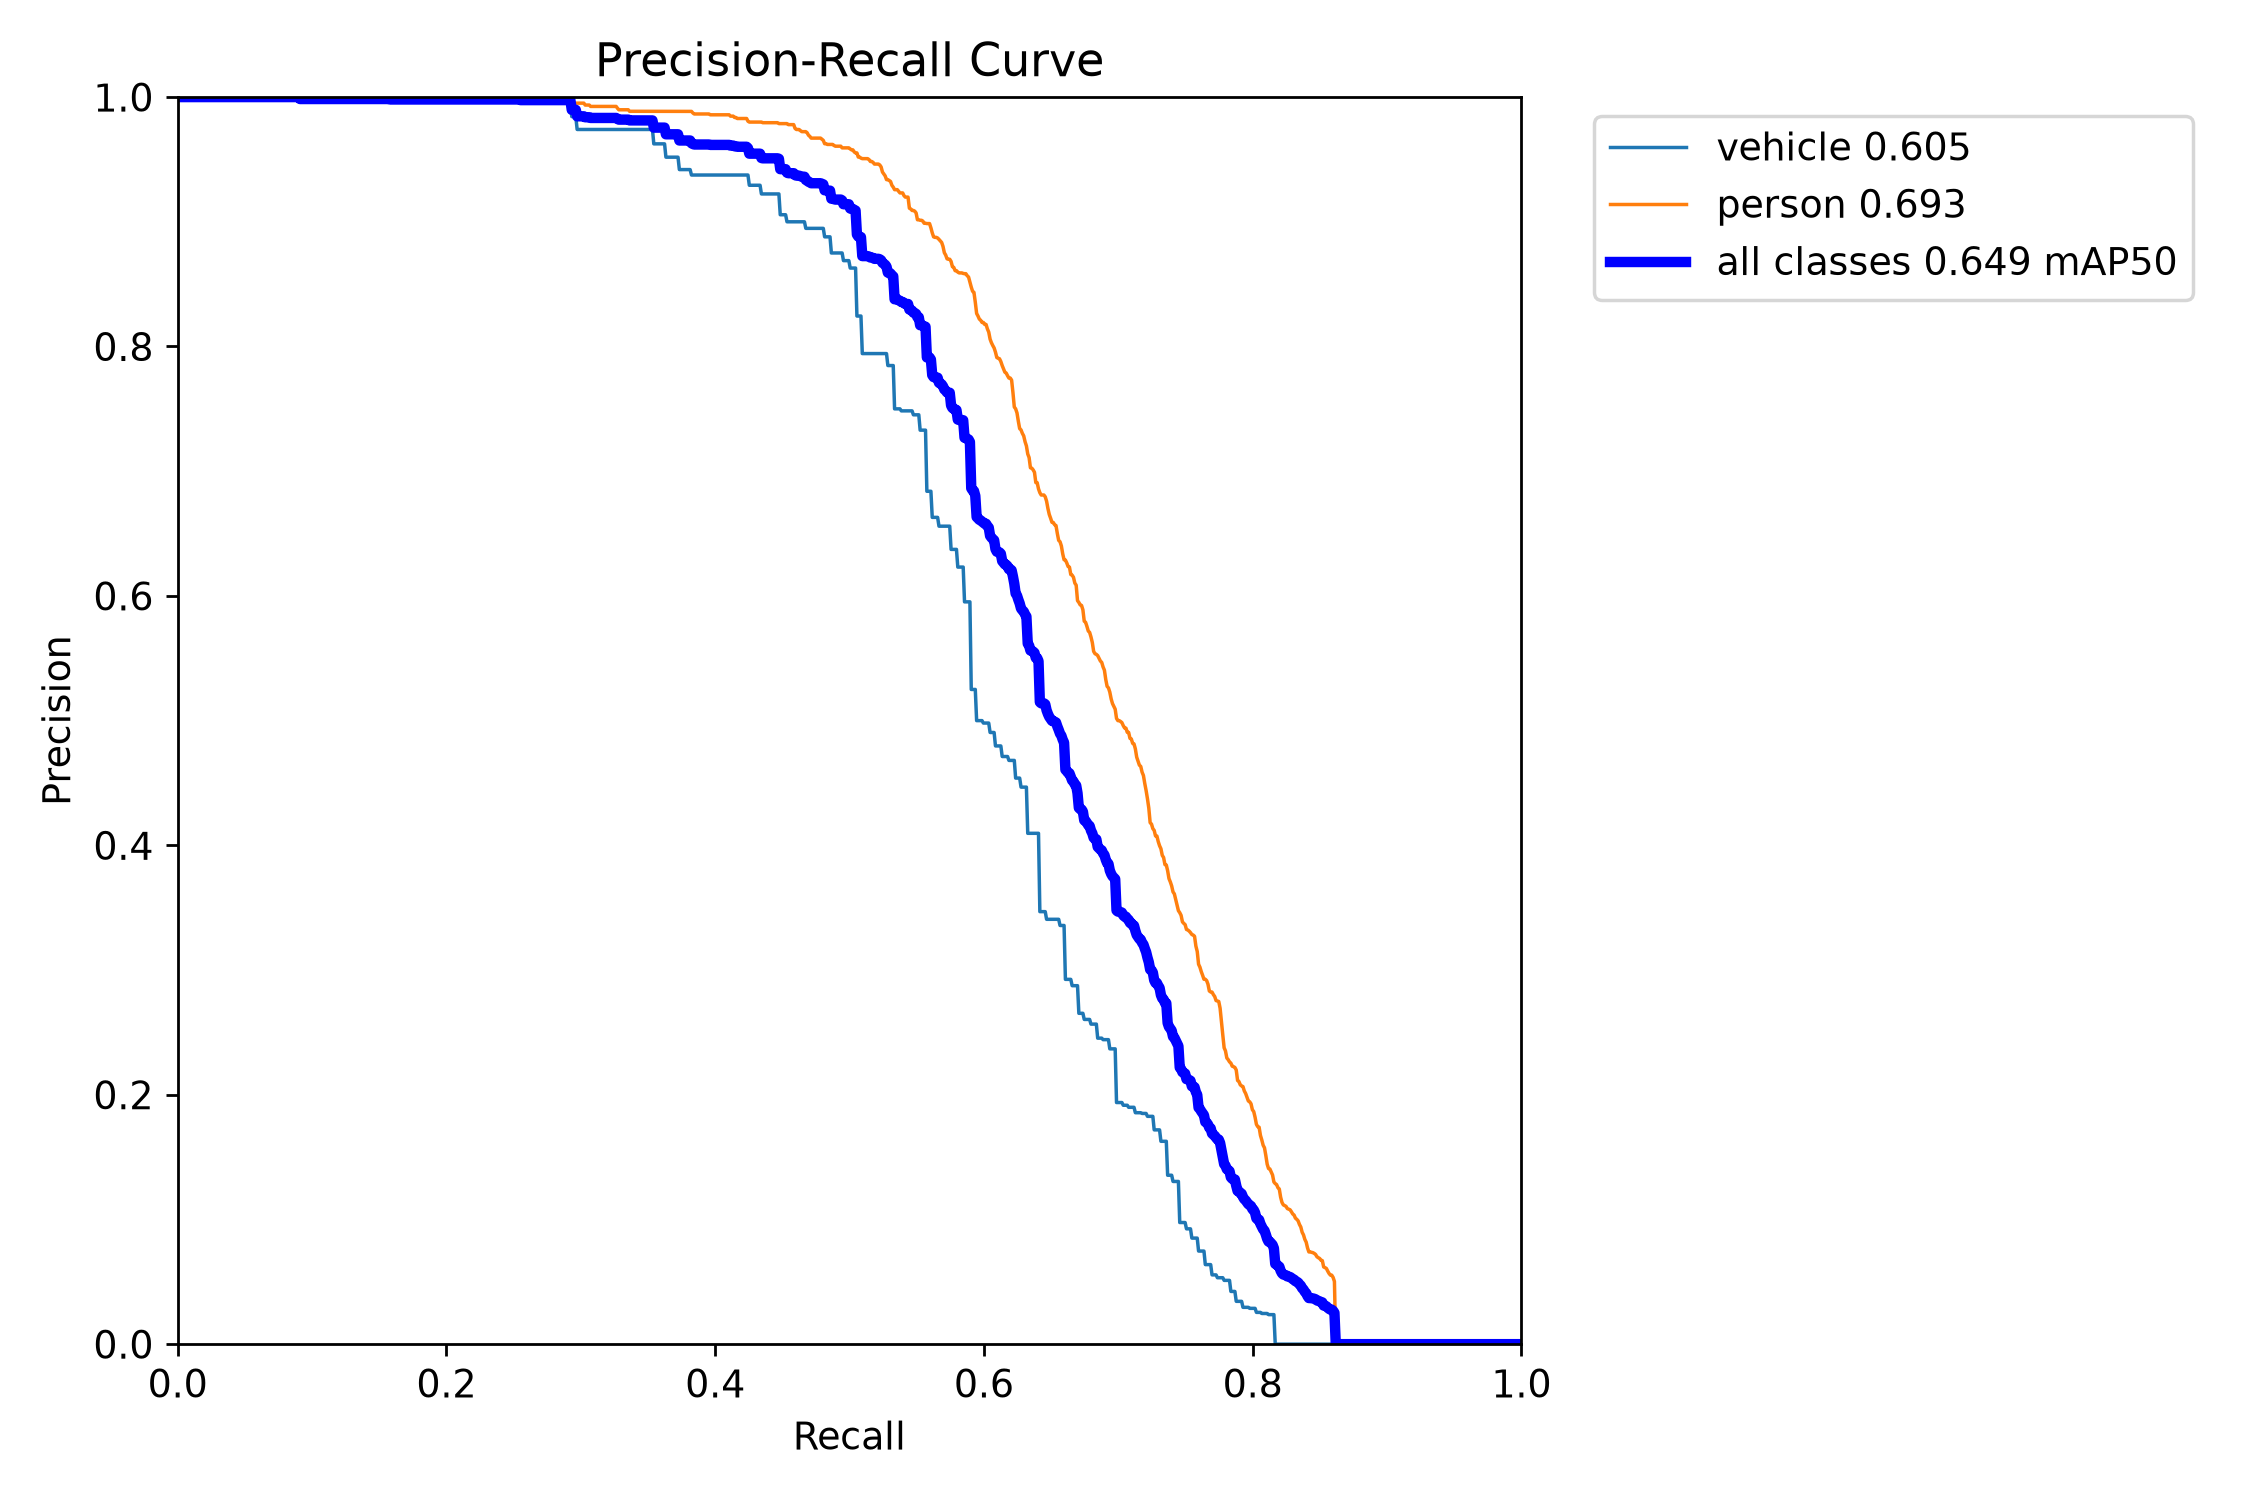 Precision-Recall Curve
vehicle 0.605
person 0.693
all classes 0.649 mAP50
Precision
1.0
0.8
0.6
0.4
0.2
0.0
0.0 0.2 0.4 0.6 0.8 1.0
Recall